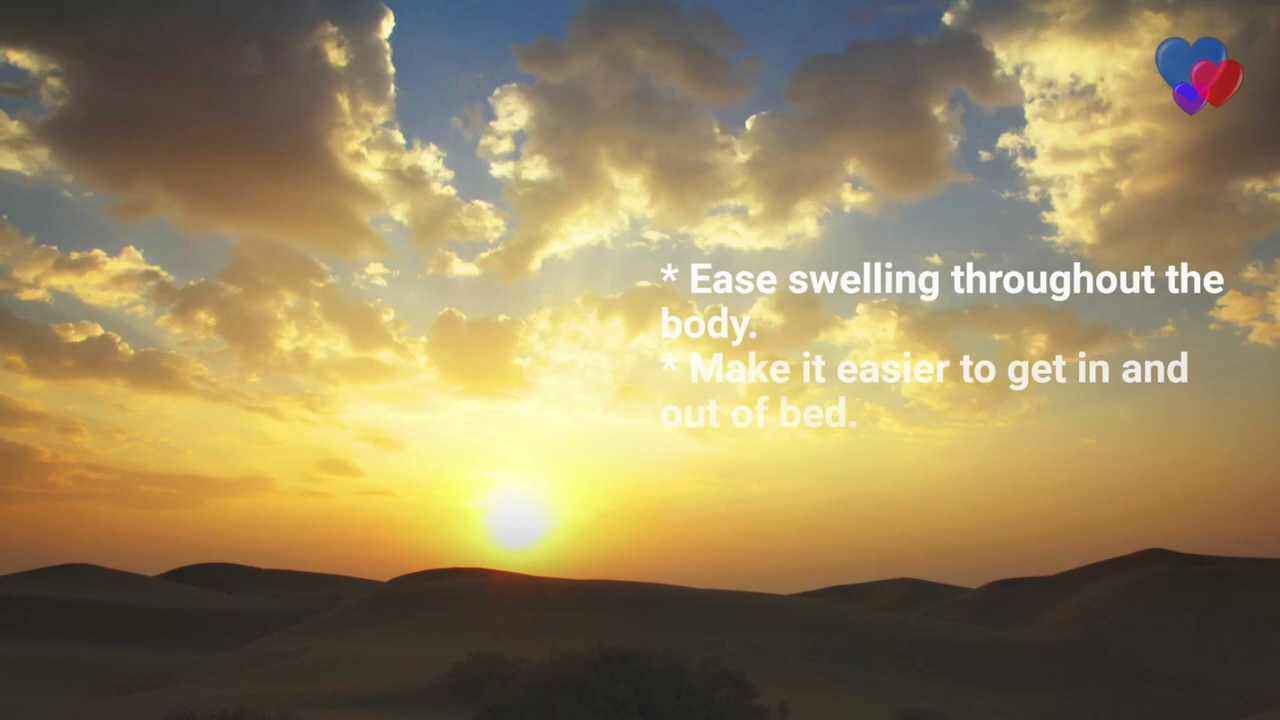 * Ease swelling throughout the
body.
* Make it easier to get in and
out of bed.